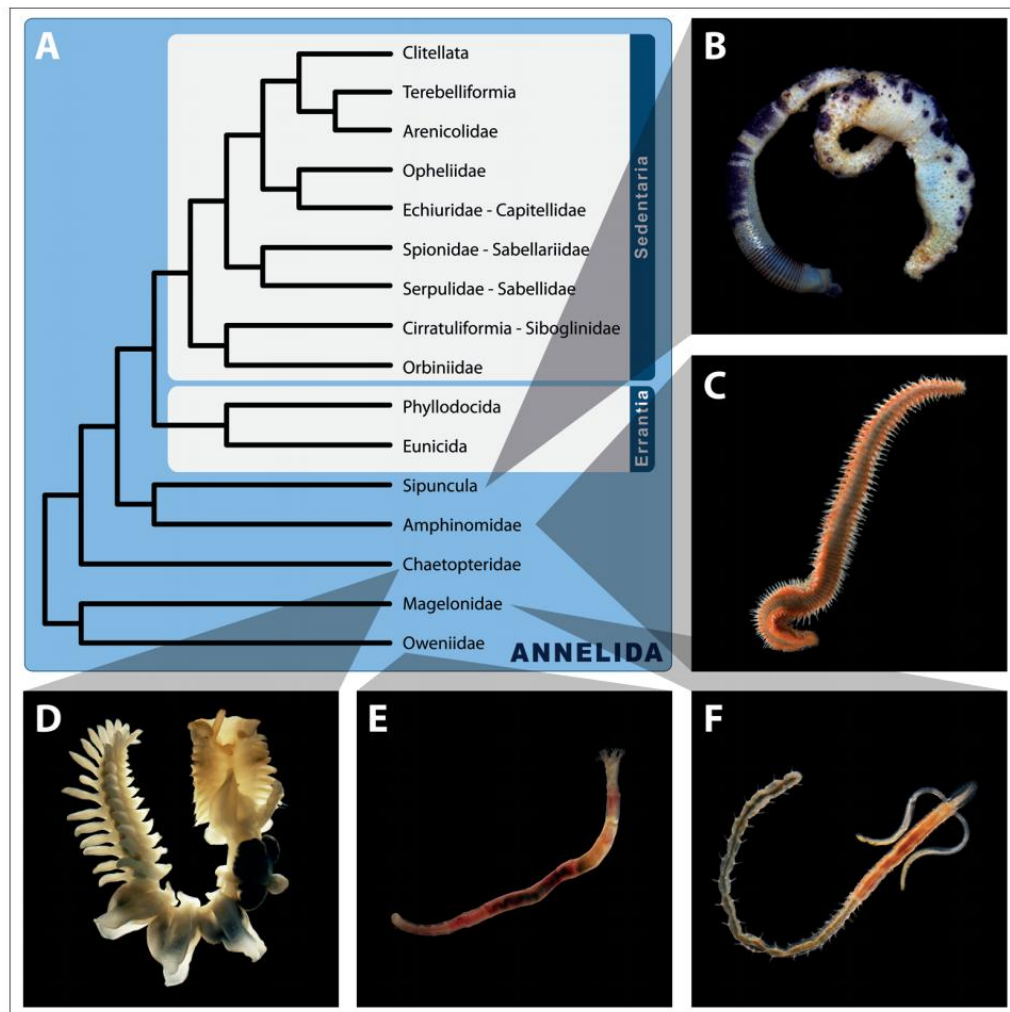 A
Clitellata
Terebelliformia
Arenicolidae
Opheliidae
Echiuridae - Capitellidae
Spionidae - Sabellariidae
Serpulidae - Sabellidae
Cirratuliformia - Siboglinidae
Orbiniidae
Sedentaria
Phyllodocida
Eunicida
Errantia
Sipuncula
Amphinomidae
Chaetopteridae
Magelonidae
Oweniidae
ANNELIDA
B
C
D
E
F